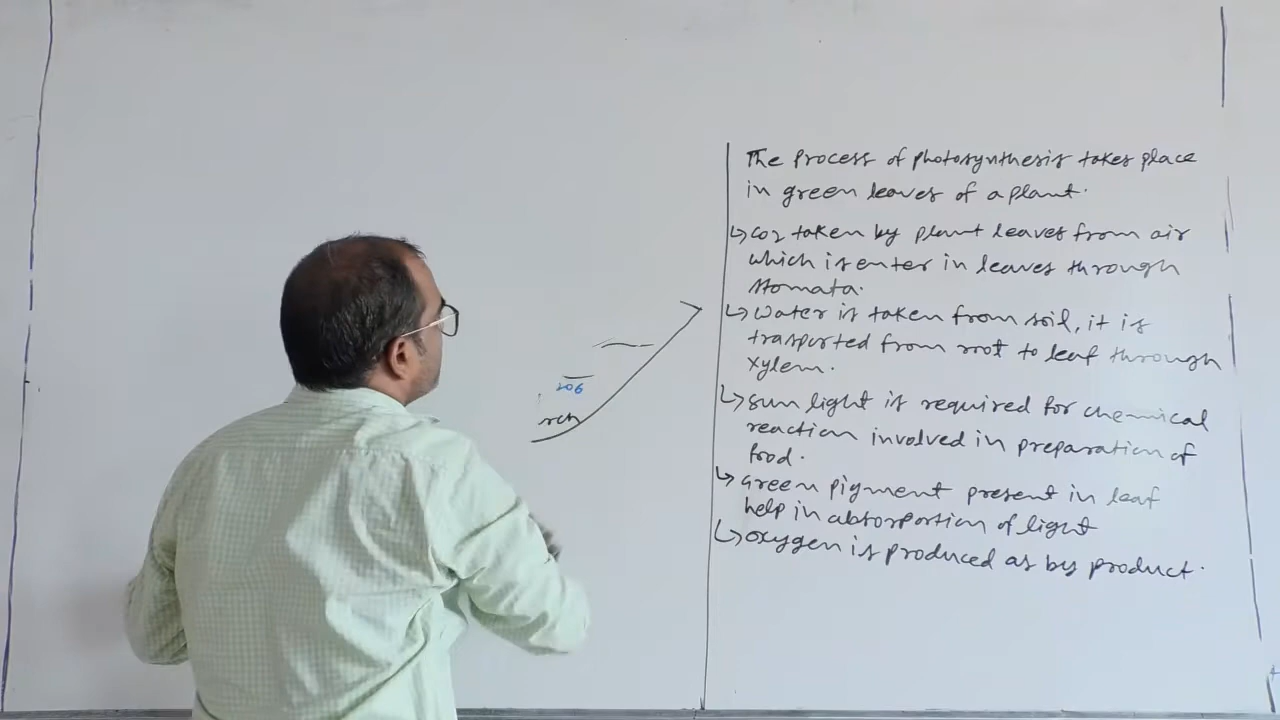 The process of photosynthesis takes place
in green leaves of a plant.
↳ co2 taken by plant leaves from air
which is enter in leaves through
stomata.
↳ Water is taken from soil, it is
trasported from root to leaf through
xylem.
↳ sun light is required for chemical
reaction involved in preparation of
food.
↳ Green pigment present in leaf
help in absorportion of light
↳ oxygen is produced as by product.